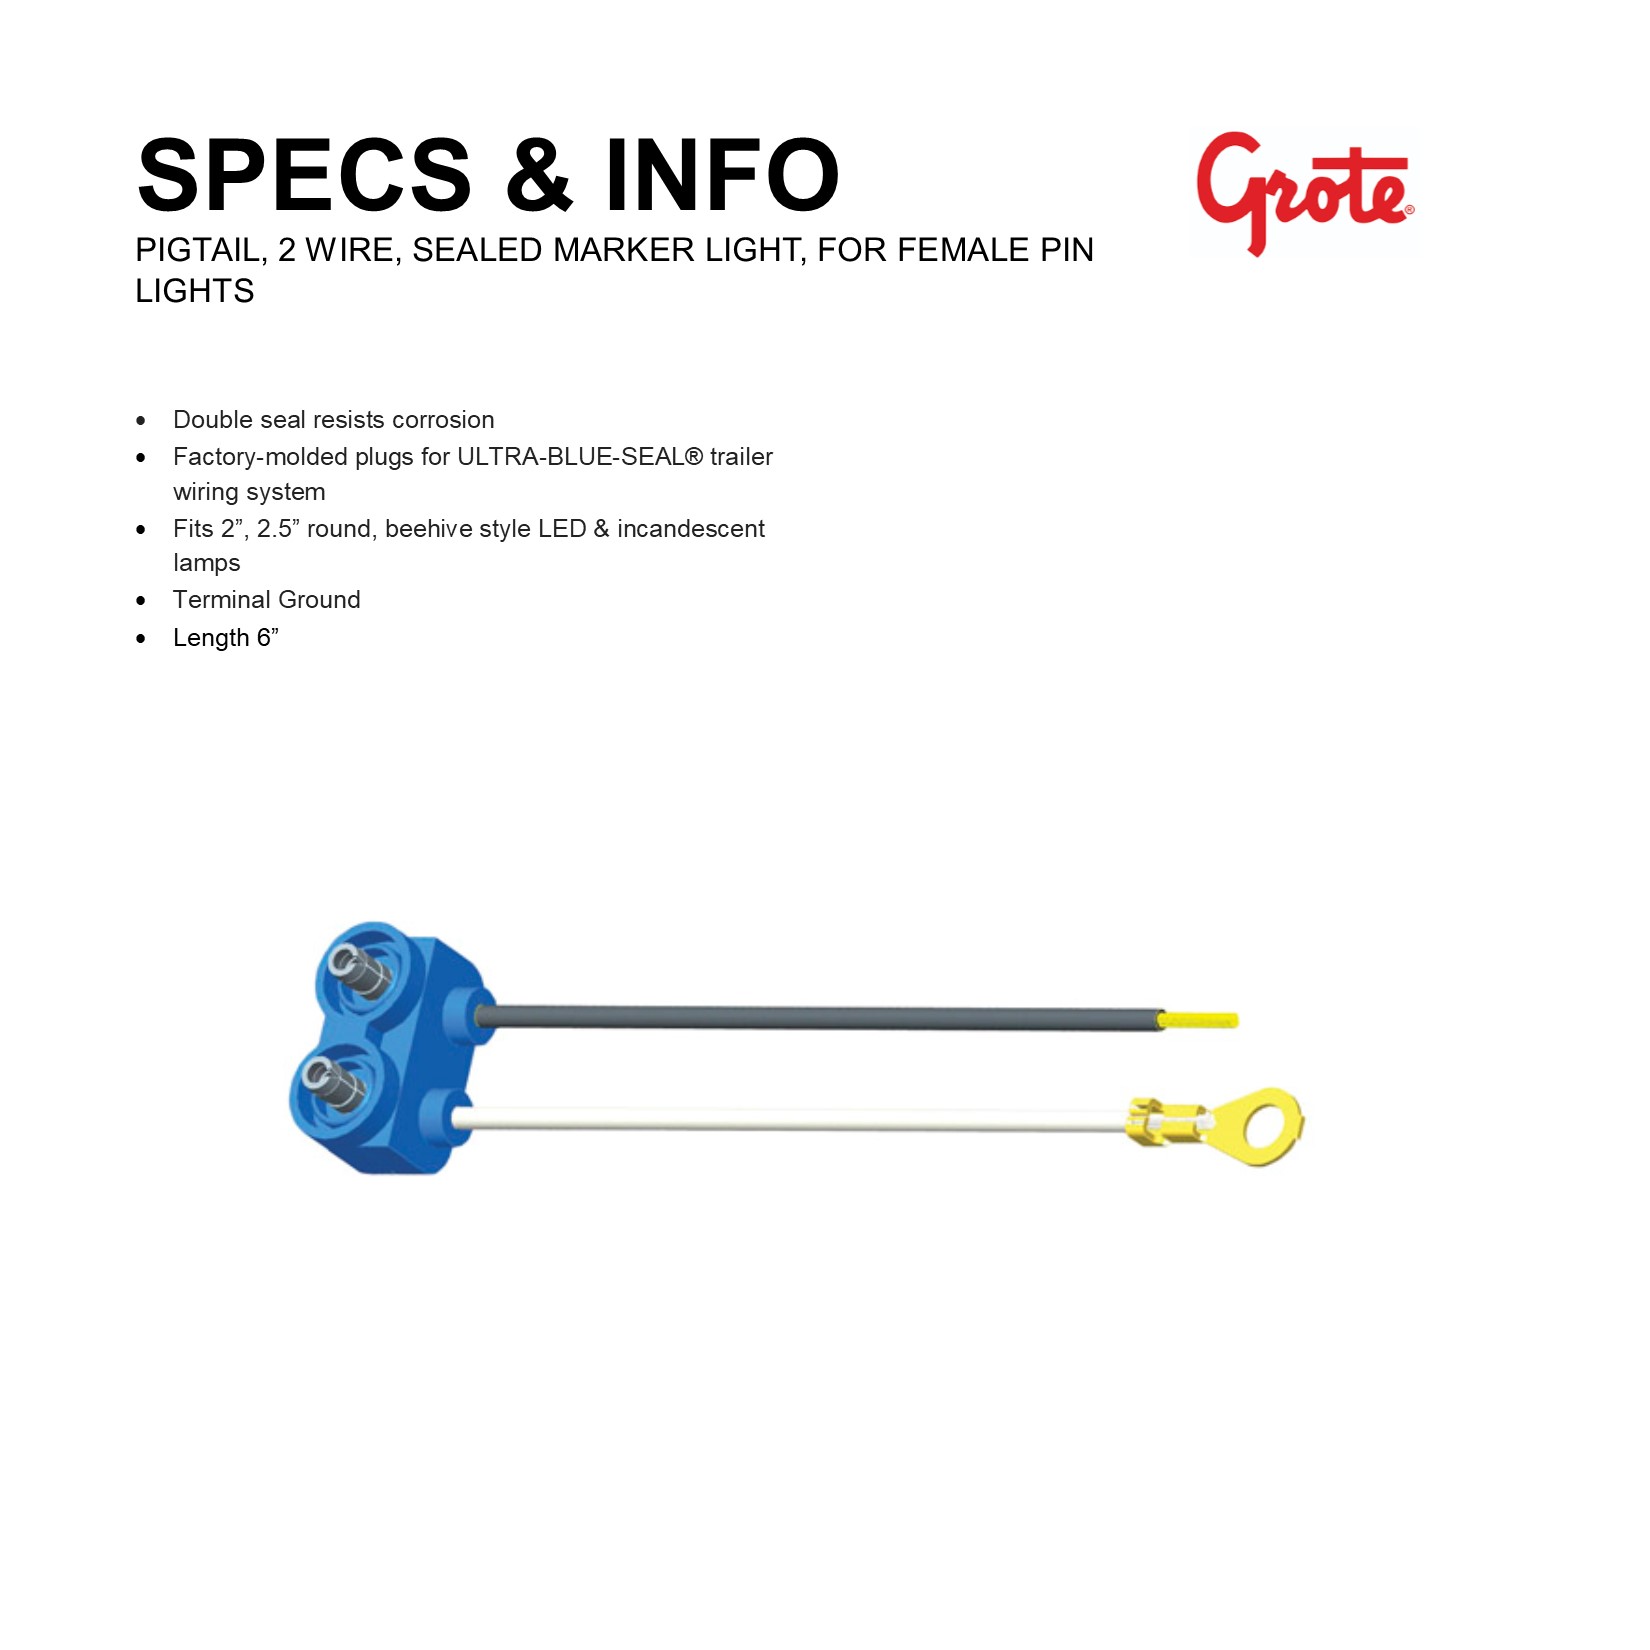 SPECS & INFO
Grote®
PIGTAIL, 2 WIRE, SEALED MARKER LIGHT, FOR FEMALE PIN
LIGHTS
• Double seal resists corrosion
• Factory-molded plugs for ULTRA-BLUE-SEAL® trailer
wiring system
• Fits 2”, 2.5” round, beehive style LED & incandescent
lamps
• Terminal Ground
• Length 6”